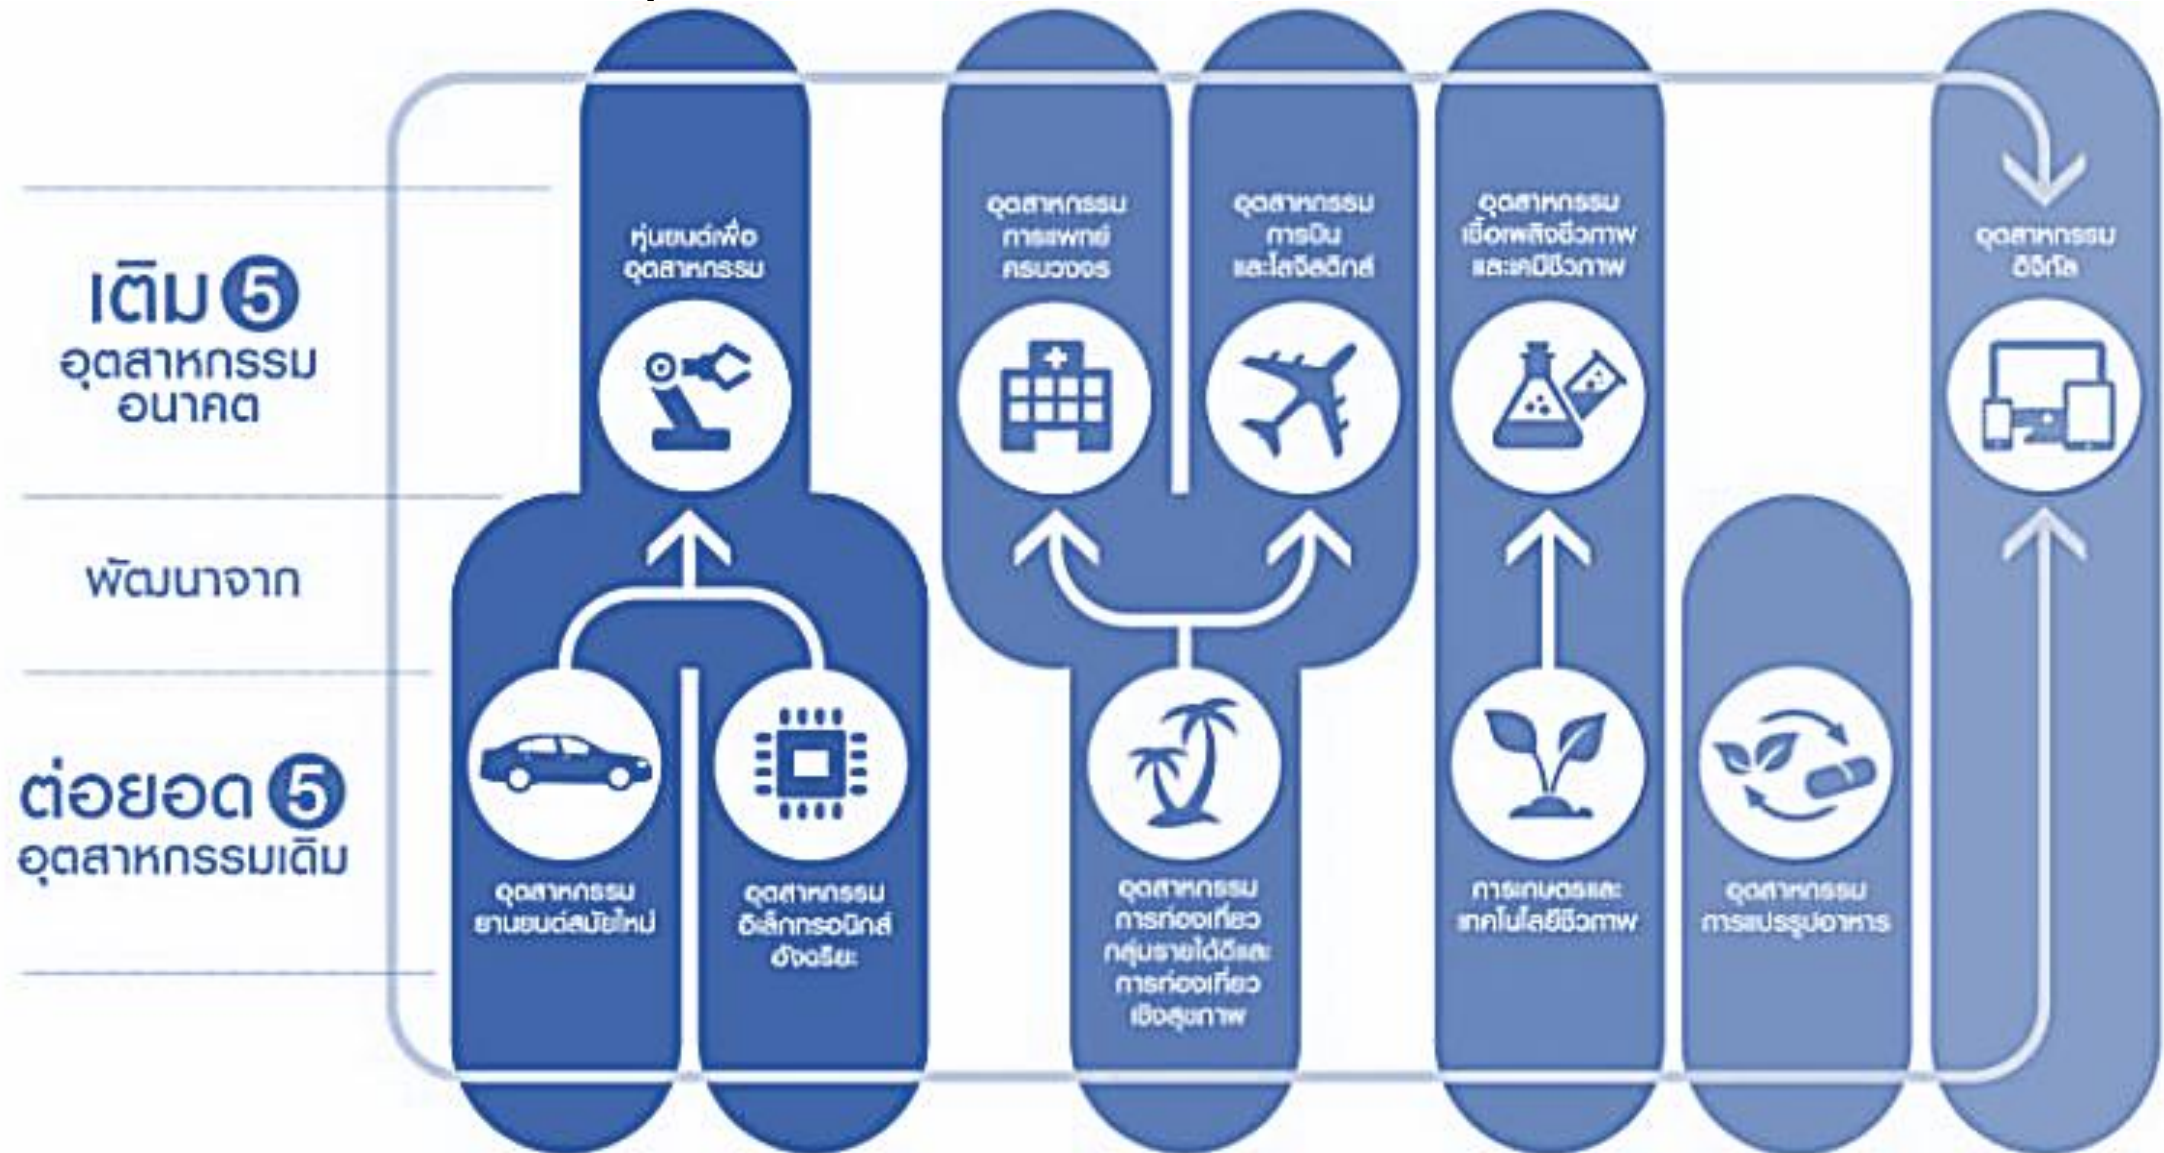 เติม 5
อุตสาหกรรม
อนาคต
หุ่นยนต์เพื่อ
อุตสาหกรรม
อุตสาหกรรม
การแพทย์
ครบวงจร
อุตสาหกรรม
การบิน
และโลจิสติกส์
อุตสาหกรรม
เชื้อเพลิงชีวภาพ
และเคมีชีวภาพ
อุตสาหกรรม
ดิจิทัล
พัฒนาจาก
ต่อยอด 5
อุตสาหกรรมเดิม
อุตสาหกรรม
ยานยนต์สมัยใหม่
อุตสาหกรรม
อิเล็กทรอนิกส์
อัจฉริยะ
อุตสาหกรรม
การท่องเที่ยว
กลุ่มรายได้ดีและ
การท่องเที่ยว
เชิงสุขภาพ
การเกษตรและ
เทคโนโลยีชีวภาพ
อุตสาหกรรม
การแปรรูปอาหาร